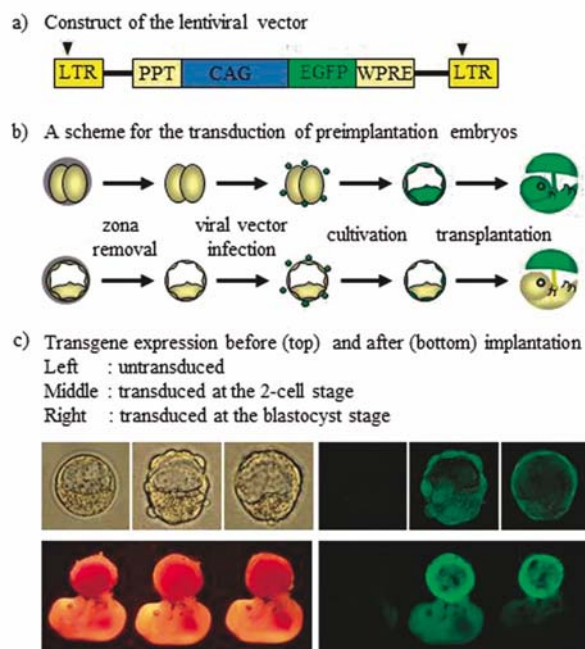 a) Construct of the lentiviral vector
LTR PPT CAG EGFP WPRE LTR
b) A scheme for the transduction of preimplantation embryos
zona removal viral vector infection cultivation transplantation
c) Transgene expression before (top) and after (bottom) implantation
Left : untransduced
Middle : transduced at the 2-cell stage
Right : transduced at the blastocyst stage